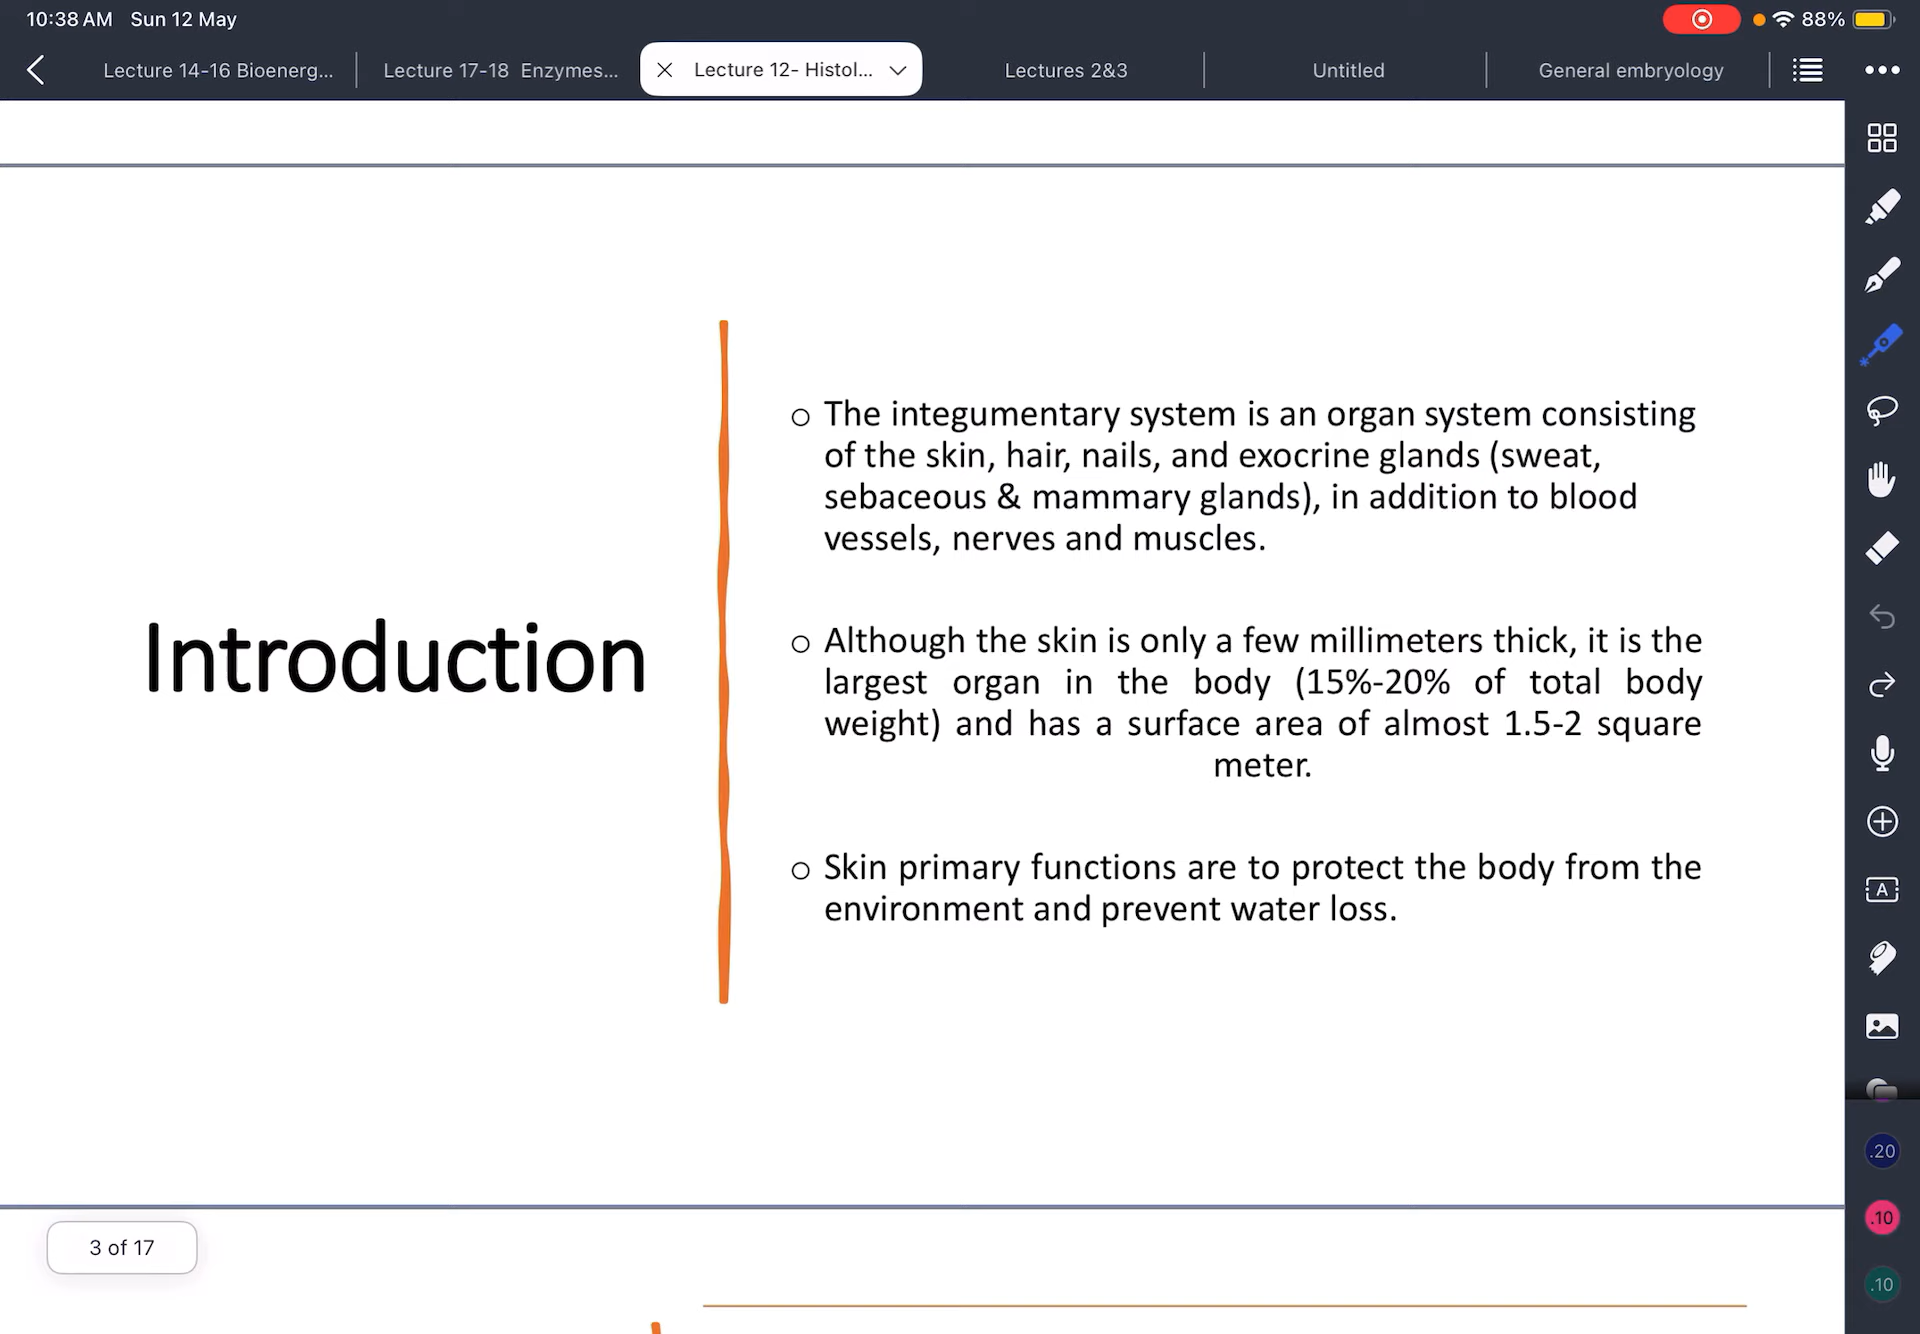 10:38 AM Sun 12 May
88%
Lecture 14-16 Bioenerg...
Lecture 17-18 Enzymes...
Lecture 12- Histol...
Lectures 2&3
Untitled
General embryology
Introduction
The integumentary system is an organ system consisting
of the skin, hair, nails, and exocrine glands (sweat,
sebaceous & mammary glands), in addition to blood
vessels, nerves and muscles.
Although the skin is only a few millimeters thick, it is the
largest organ in the body (15%-20% of total body
weight) and has a surface area of almost 1.5-2 square
meter.
Skin primary functions are to protect the body from the
environment and prevent water loss.
A
.20
.10
.10
3 of 17